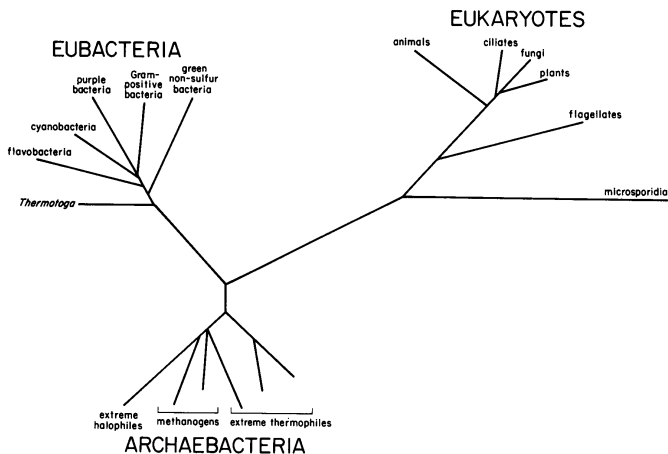 EUBACTERIA
purple
bacteria
Gram-
positive
bacteria
green
non-sulfur
bacteria
cyanobacteria
flavobacteria
Thermotoga
EUKARYOTES
animals
ciliates
fungi
plants
flagellates
microsporidia
extreme
halophiles
methanogens
extreme thermophiles
ARCHAEBACTERIA